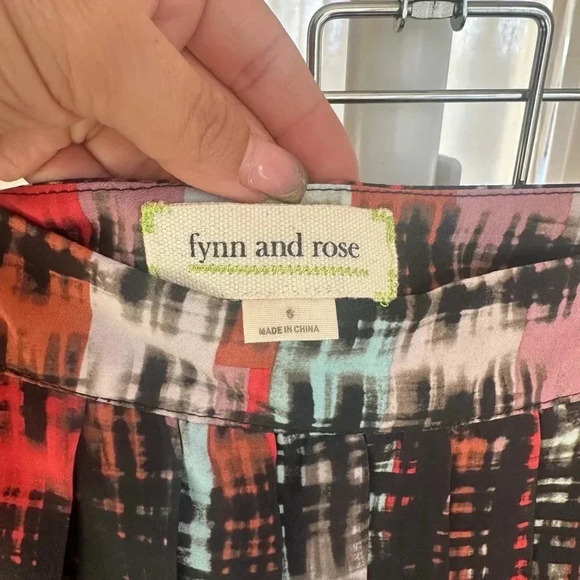 fynn and rose
MADE IN CHINA